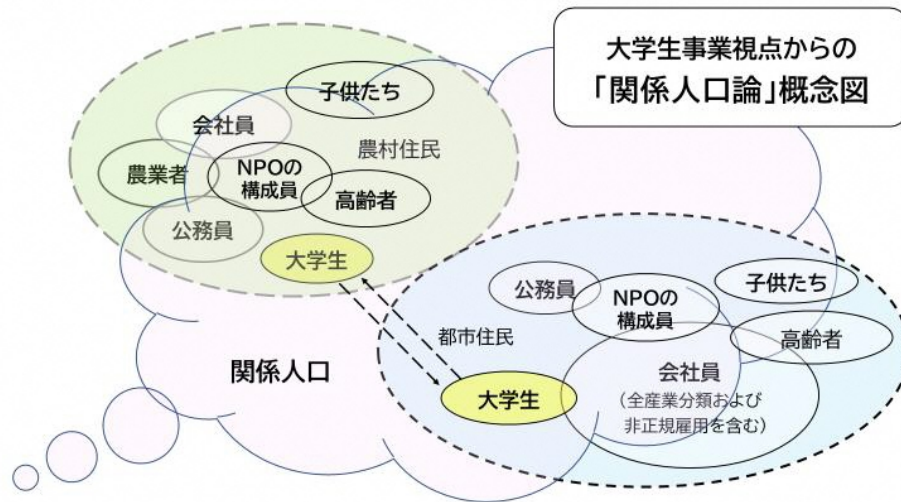 大学生事業視点からの
「関係人口論」概念図
子供たち
会社員
農村住民
農業者
NPOの
構成員
高齢者
公務員
大学生
公務員
NPOの
構成員
子供たち
都市住民
高齢者
関係人口
会社員
（全産業分類および
非正規雇用を含む）
大学生